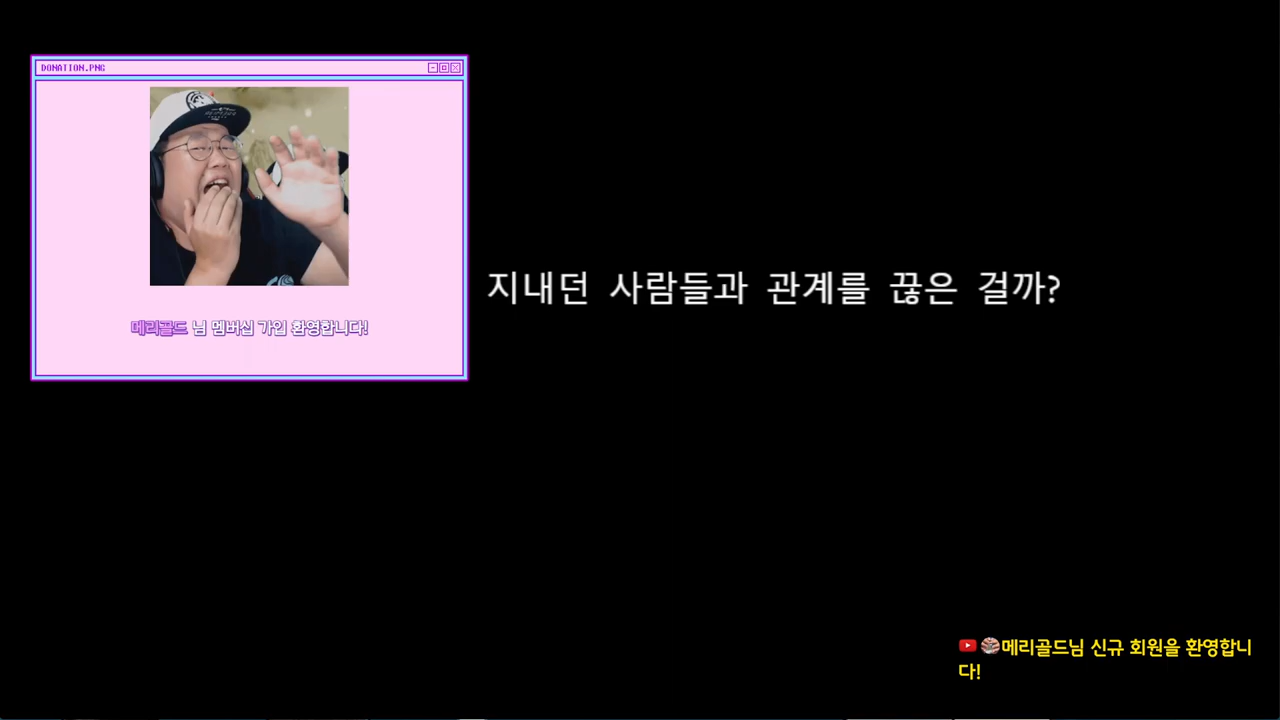 DONATION.PNG
메리골드 님 멤버십 가입 환영합니다!
지내던 사람들과 관계를 끊은 걸까?
메리골드님 신규 회원을 환영합니
다!